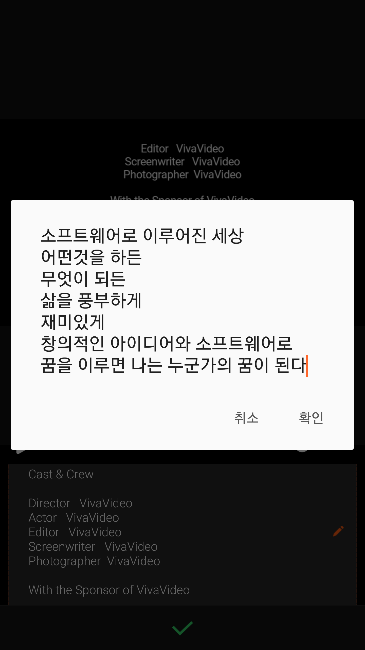 Editor VivaVideo
Screenwriter VivaVideo
Photographer VivaVideo
With the Sponsor of VivaVideo
소프트웨어로 이루어진 세상
어떤것을 하든
무엇이 되든
삶을 풍부하게
재미있게
창의적인 아이디어와 소프트웨어로
꿈을 이루면 나는 누군가의 꿈이 된다
취소 확인
Cast & Crew
Director VivaVideo
Actor VivaVideo
Editor VivaVideo
Screenwriter VivaVideo
Photographer VivaVideo
With the Sponsor of VivaVideo